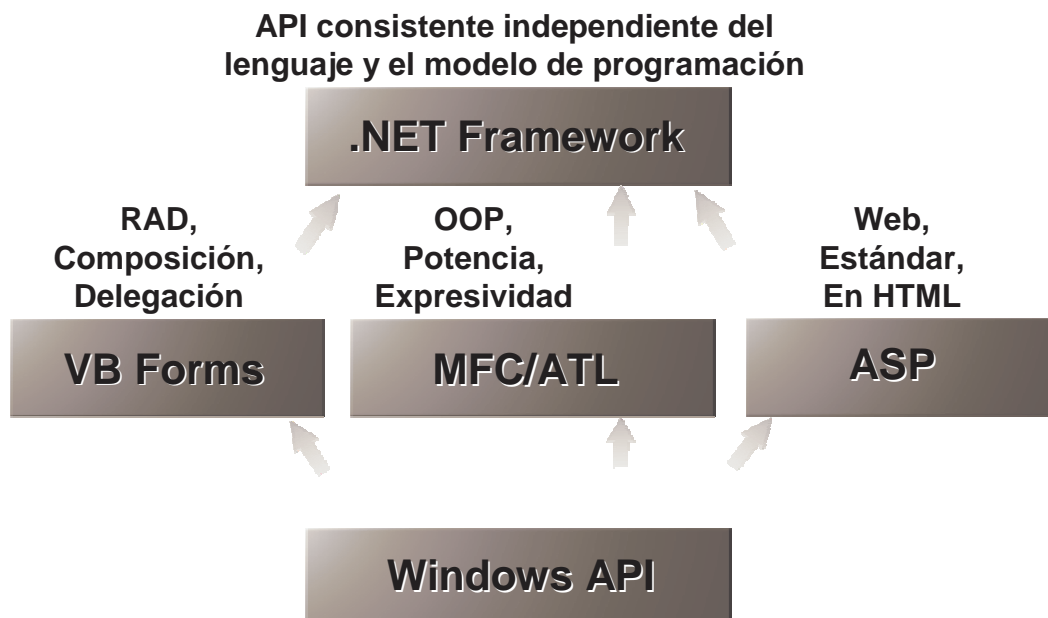 API consistente independiente del
lenguaje y el modelo de programación
.NET Framework
RAD,
Composición,
Delegación
OOP,
Potencia,
Expresividad
Web,
Estándar,
En HTML
VB Forms
MFC/ATL
ASP
Windows API